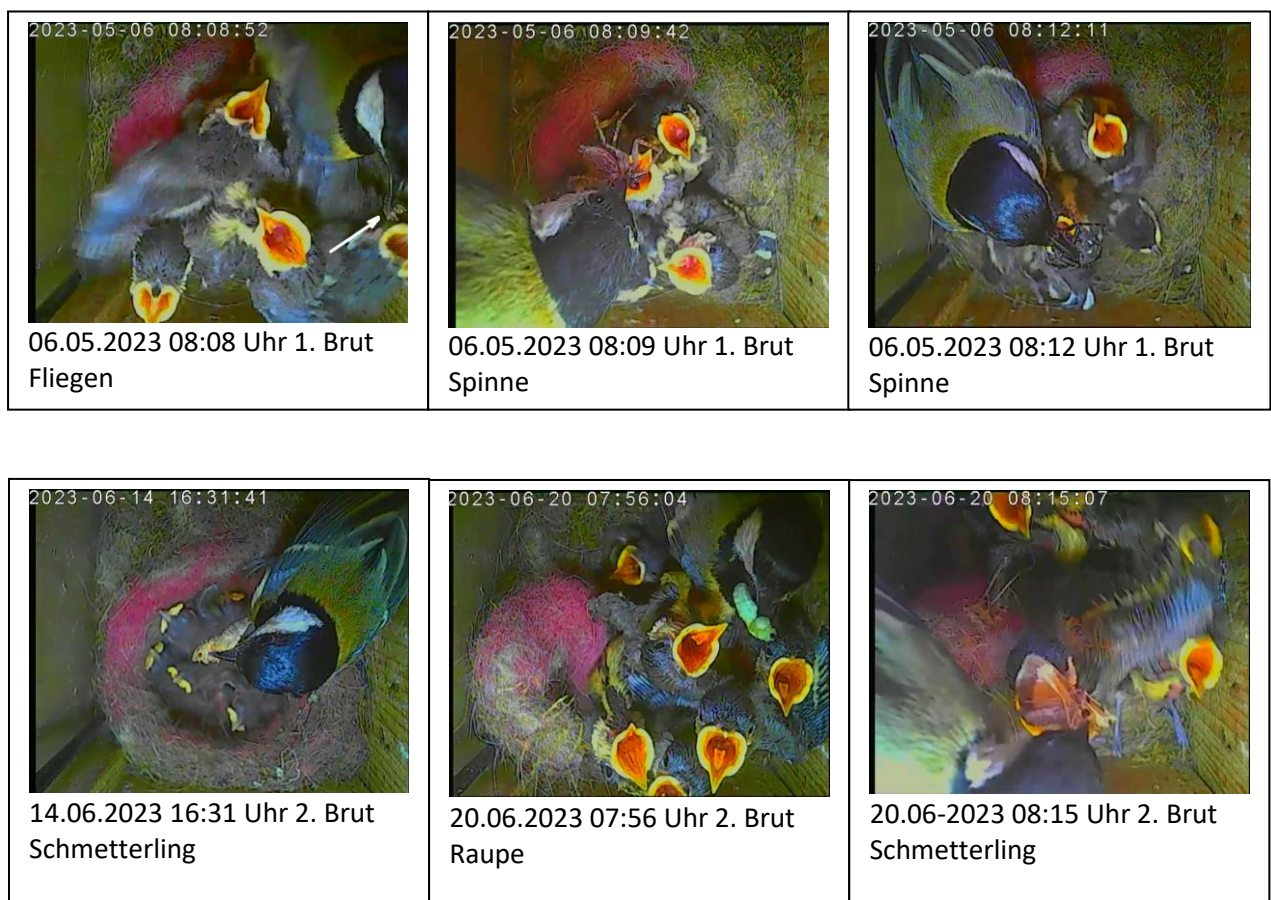 2023-05-06 08:08:52
2023-05-06 08:09:42
2023-05-06 08:12:11
06.05.2023 08:08 Uhr 1. Brut
Fliegen
06.05.2023 08:09 Uhr 1. Brut
Spinne
06.05.2023 08:12 Uhr 1. Brut
Spinne
2023-06-14 16:31:41
2023-06-20 07:56:04
2023-06-20 08:15:07
14.06.2023 16:31 Uhr 2. Brut
Schmetterling
20.06.2023 07:56 Uhr 2. Brut
Raupe
20.06-2023 08:15 Uhr 2. Brut
Schmetterling